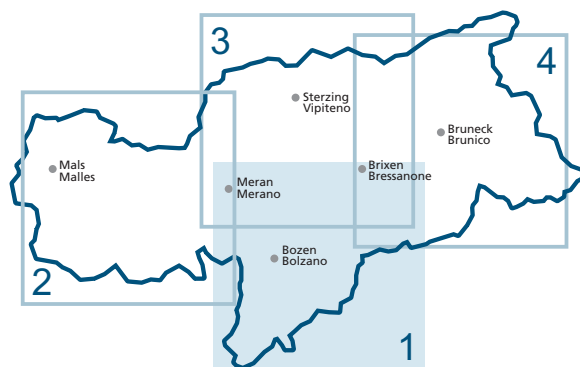 3
4
Sterzing
Vipiteno
Bruneck
Brunico
Mals
Malles
Brixen
Bressanone
Meran
Merano
Bozen
Bolzano
2
1